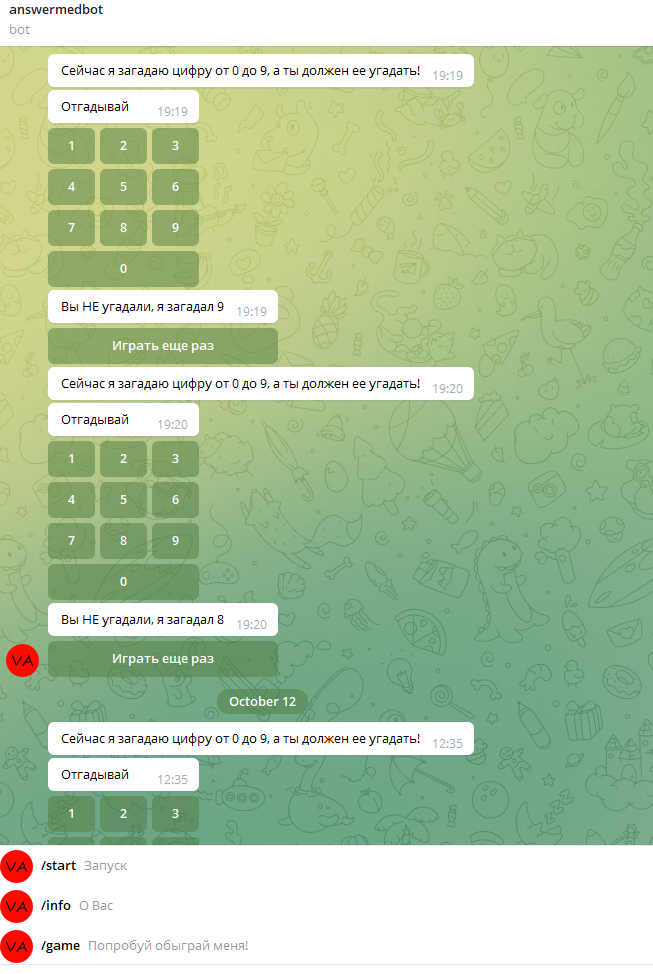 answermedbot
bot
Сейчас я загадаю цифру от 0 до 9, а ты должен ее угадать! 19:19
Отгадывай 19:19
1 2 3
4 5 6
7 8 9
0
Вы НЕ угадали, я загадал 9 19:19
Играть еще раз
Сейчас я загадаю цифру от 0 до 9, а ты должен ее угадать! 19:20
Отгадывай 19:20
1 2 3
4 5 6
7 8 9
0
Вы НЕ угадали, я загадал 8 19:20
VA Играть еще раз
October 12
Сейчас я загадаю цифру от 0 до 9, а ты должен ее угадать! 12:35
Отгадывай 12:35
1 2 3
VA /start Запуск
VA /info О Вас
VA /game Попробуй обыграй меня!